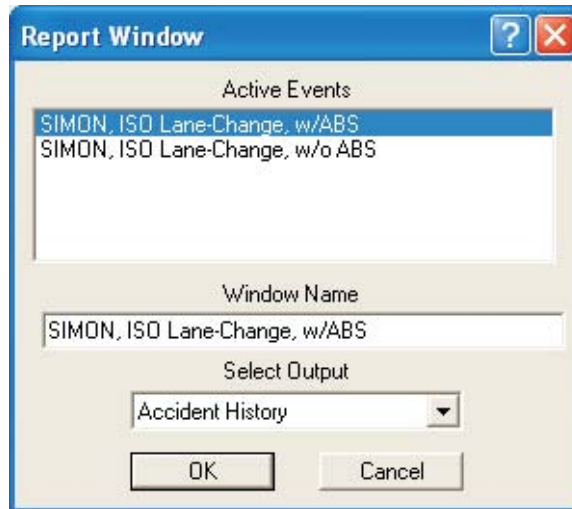 Report Window
Active Events
SIMON, ISO Lane-Change, w/ABS
SIMON, ISO Lane-Change, w/o ABS
Window Name
SIMON, ISO Lane-Change, w/ABS
Select Output
Accident History
OK Cancel